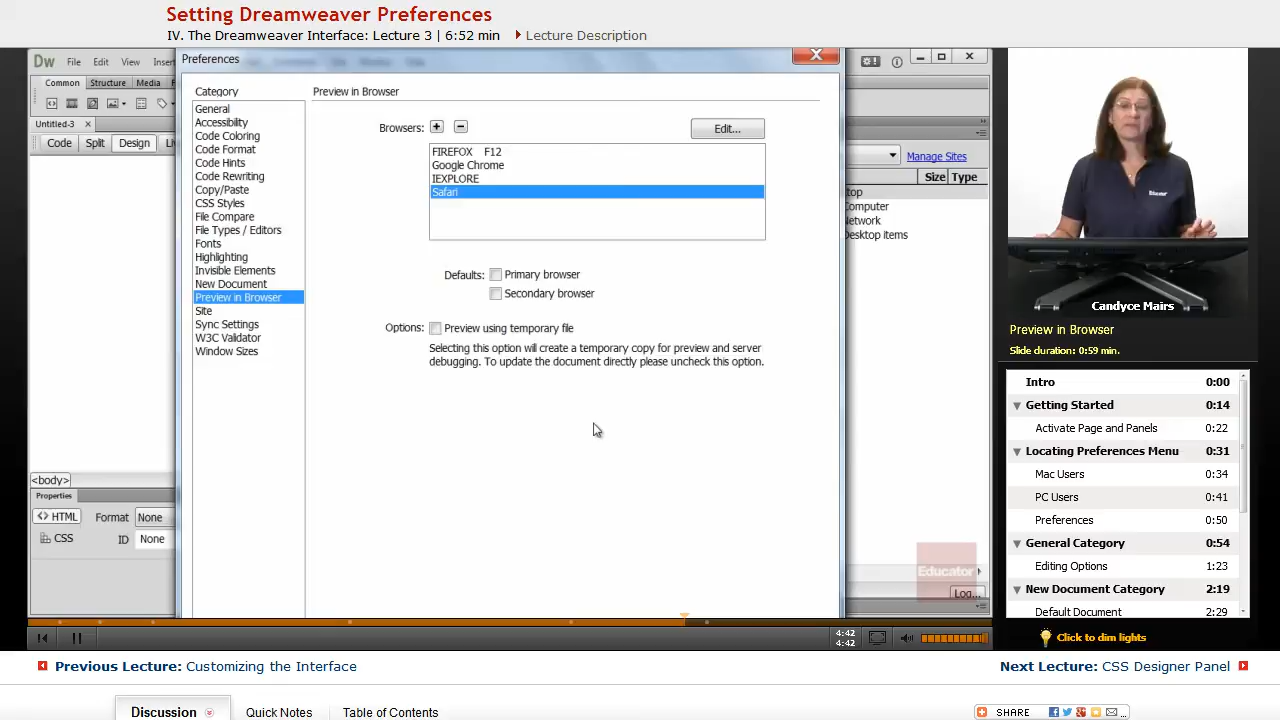 Setting Dreamweaver Preferences
IV. The Dreamweaver Interface: Lecture 3 | 6:52 min
Lecture Description
Dw File Edit View Insert
Preferences
Common Structure Media
Untitled-3
Code Split Design
Category
General
Accessibility
Code Coloring
Code Format
Code Hints
Code Rewriting
Copy/Paste
CSS Styles
File Compare
File Types / Editors
Fonts
Highlighting
Invisible Elements
New Document
Preview in Browser
Site
Sync Settings
W3C Validator
Window Sizes
Preview in Browser
Browsers: + −
Edit...
FIREFOX F12
Google Chrome
IEXPLORE
Safari
Defaults: Primary browser
Secondary browser
Options: Preview using temporary file
Selecting this option will create a temporary copy for preview and server
debugging. To update the document directly please uncheck this option.
Manage Sites
Size Type
Desktop items
<body>
Properties
<> HTML Format None
CSS ID None
Educator
Log...
4:42
4:42
Candyce Mairs
Preview in Browser
Slide duration: 0:59 min.
Intro 0:00
Getting Started 0:14
Activate Page and Panels 0:22
Locating Preferences Menu 0:31
Mac Users 0:34
PC Users 0:41
Preferences 0:50
General Category 0:54
Editing Options 1:23
New Document Category 2:19
Default Document 2:29
Click to dim lights
Previous Lecture: Customizing the Interface
Next Lecture: CSS Designer Panel
Discussion
Quick Notes
Table of Contents
SHARE